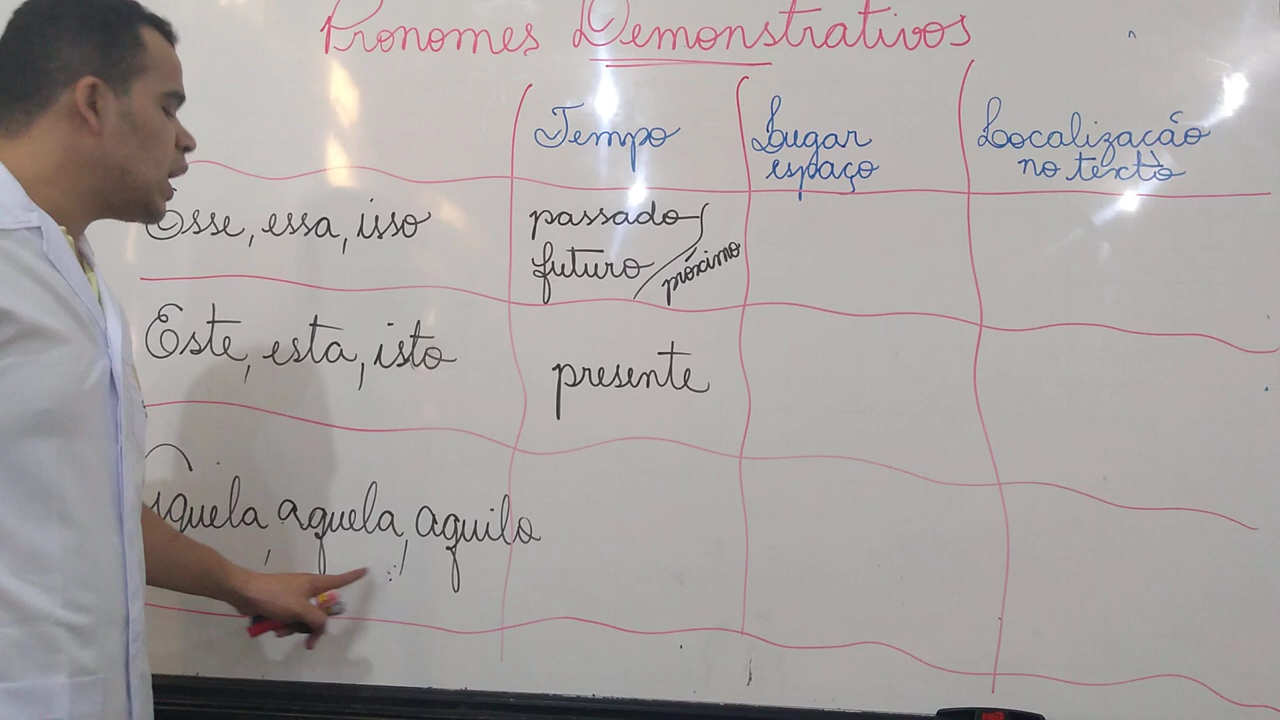 Pronomes Demonstrativos
Tempo
Lugar
espaço
Localização
no texto
Esse, essa, isso
passado
futuro
próximo
Este, esta, isto
presente
aquela, aquilo